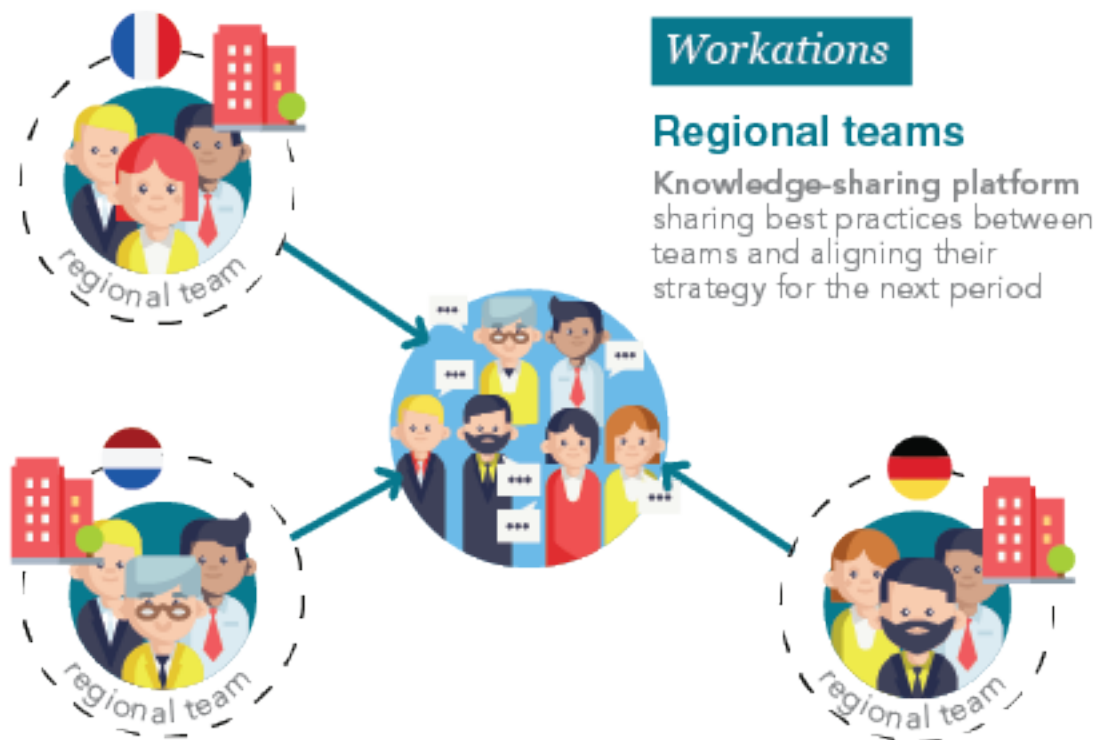 Workations
Regional teams
Knowledge-sharing platform
sharing best practices between
teams and aligning their
strategy for the next period
regional team
regional team
regional team